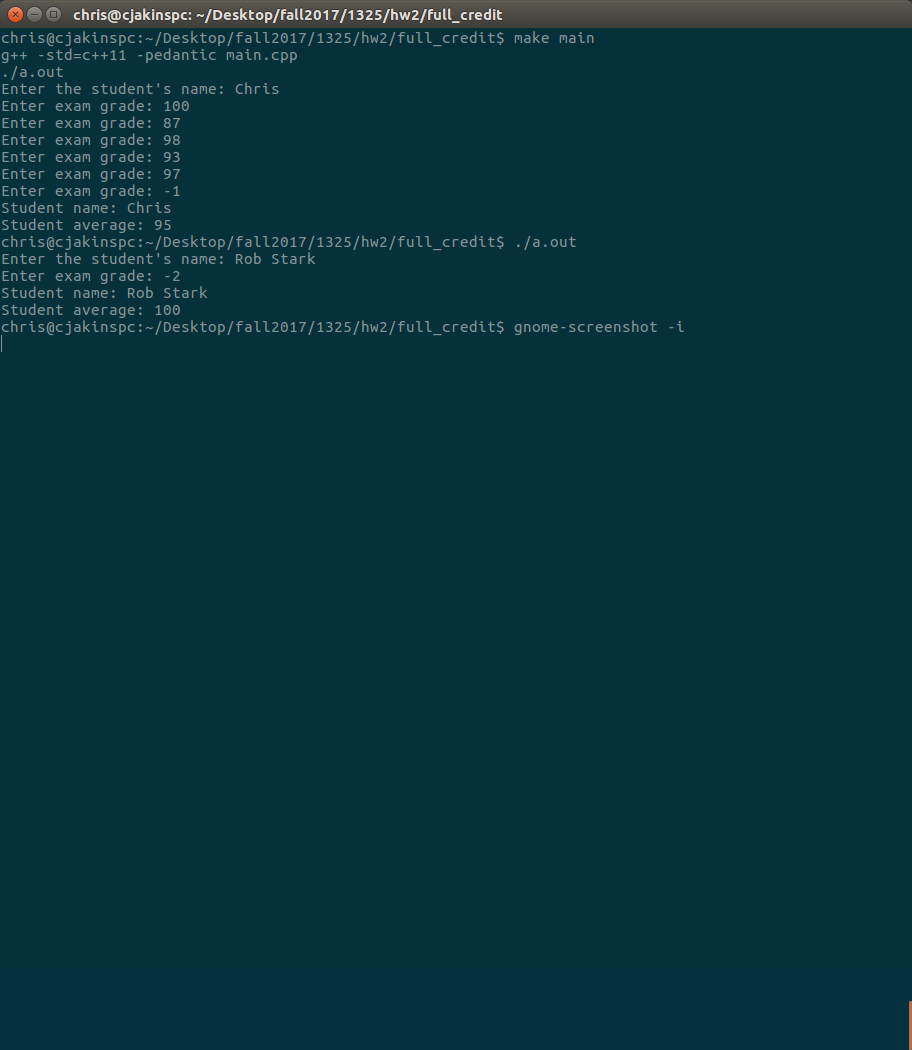 chris@cjakinspc: ~/Desktop/fall2017/1325/hw2/full_credit
chris@cjakinspc:~/Desktop/fall2017/1325/hw2/full_credit$ make main
g++ -std=c++11 -pedantic main.cpp
./a.out
Enter the student's name: Chris
Enter exam grade: 100
Enter exam grade: 87
Enter exam grade: 98
Enter exam grade: 93
Enter exam grade: 97
Enter exam grade: -1
Student name: Chris
Student average: 95
chris@cjakinspc:~/Desktop/fall2017/1325/hw2/full_credit$ ./a.out
Enter the student's name: Rob Stark
Enter exam grade: -2
Student name: Rob Stark
Student average: 100
chris@cjakinspc:~/Desktop/fall2017/1325/hw2/full_credit$ gnome-screenshot -i